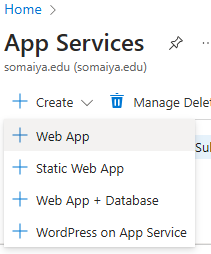 Home >
App Services
somaiya.edu (somaiya.edu)
Create
Manage Dele
Web App
Su
Static Web App
Web App + Database
WordPress on App Service